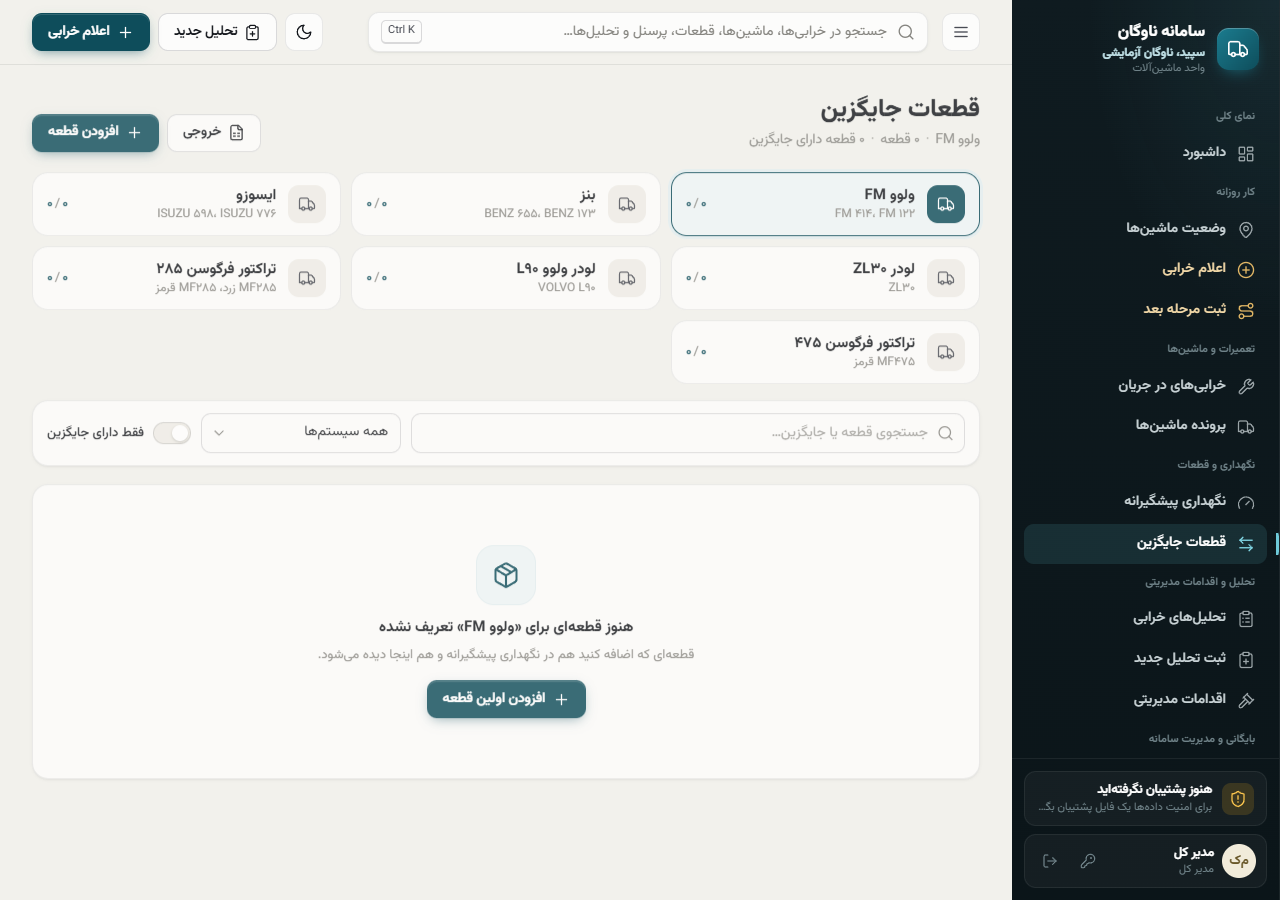 سامانه ناوگان
سپید، ناوگان آزمایشی
واحد ماشین‌آلات
نمای کلی
داشبورد
کار روزانه
وضعیت ماشین‌ها
اعلام خرابی
ثبت مرحله بعد
تعمیرات و ماشین‌ها
خرابی‌های در جریان
پرونده ماشین‌ها
نگهداری و قطعات
نگهداری پیشگیرانه
قطعات جایگزین
تحلیل و اقدامات مدیریتی
تحلیل‌های خرابی
ثبت تحلیل جدید
اقدامات مدیریتی
بایگانی و مدیریت سامانه
هنوز پشتیبان نگرفته‌اید
برای امنیت داده‌ها یک فایل پشتیبان بگ...
م‌ک
مدیر کل
مدیر کل
جستجو در خرابی‌ها، ماشین‌ها، قطعات، پرسنل و تحلیل‌ها...
Ctrl K
تحلیل جدید
اعلام خرابی
قطعات جایگزین
ولوو FM · ۰ قطعه · ۰ قطعه دارای جایگزین
خروجی
افزودن قطعه
ولوو FM
FM ۴۱۴، FM ۱۲۲
۰ / ۰
بنز
BENZ ۶۵۵، BENZ ۱۷۳
۰ / ۰
ایسوزو
ISUZU ۵۹۸، ISUZU ۷۷۶
۰ / ۰
لودر ZL۳۰
ZL۳۰
۰ / ۰
لودر ولوو L۹۰
VOLVO L۹۰
۰ / ۰
تراکتور فرگوسن ۲۸۵
MF۲۸۵ زرد، MF۲۸۵ قرمز
۰ / ۰
تراکتور فرگوسن ۴۷۵
MF۴۷۵ قرمز
۰ / ۰
جستجوی قطعه یا جایگزین...
همه سیستم‌ها
فقط دارای جایگزین
هنوز قطعه‌ای برای «ولوو FM» تعریف نشده
قطعه‌ای که اضافه کنید هم در نگهداری پیشگیرانه و هم اینجا دیده می‌شود.
افزودن اولین قطعه